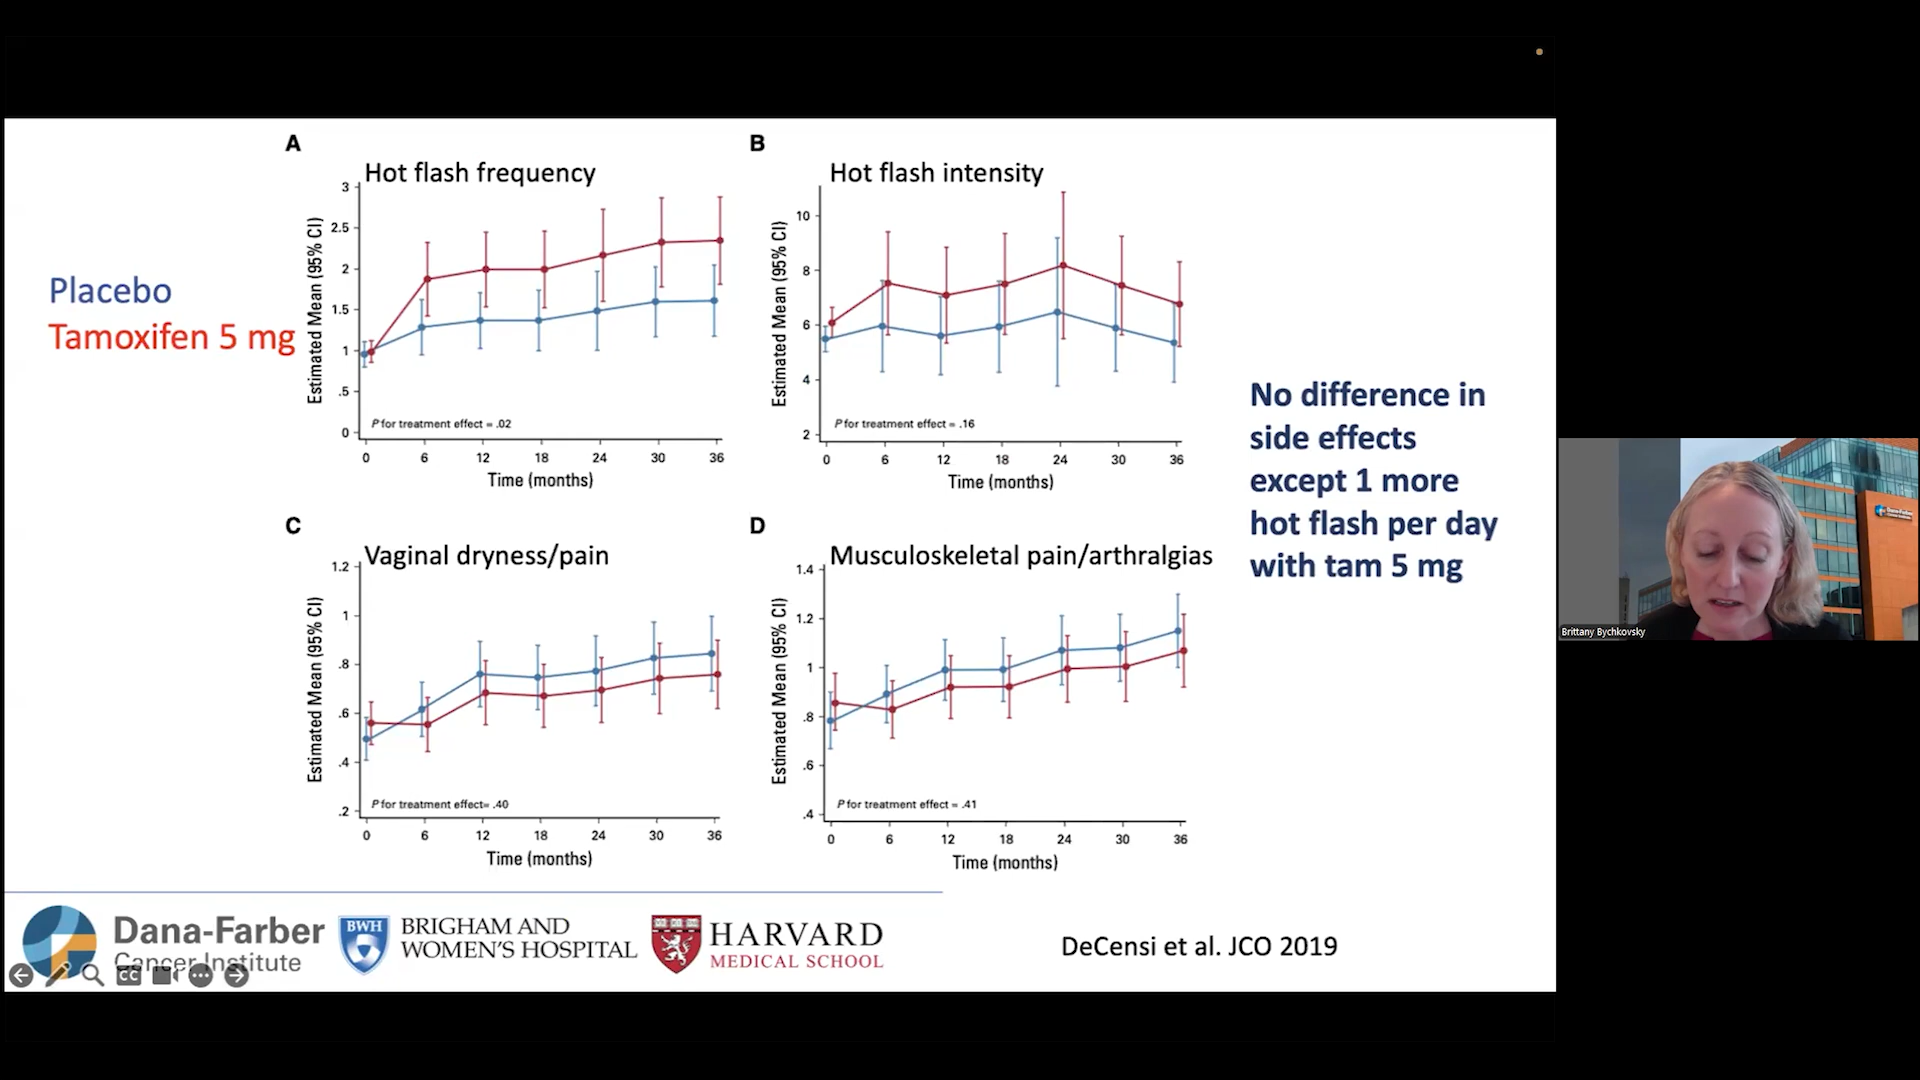 A
Hot flash frequency
3
2.5
2
1.5
1
.5
0
Estimated Mean (95% CI)
P for treatment effect = .02
0 6 12 18 24 30 36
Time (months)
B
Hot flash intensity
10
8
6
4
2
Estimated Mean (95% CI)
P for treatment effect = .16
0 6 12 18 24 30 36
Time (months)
Placebo
Tamoxifen 5 mg
No difference in
side effects
except 1 more
hot flash per day
with tam 5 mg
C
Vaginal dryness/pain
1.2
1
.8
.6
.4
.2
Estimated Mean (95% CI)
P for treatment effect= .40
0 6 12 18 24 30 36
Time (months)
D
Musculoskeletal pain/arthralgias
1.4
1.2
1
.8
.6
.4
Estimated Mean (95% CI)
P for treatment effect = .41
0 6 12 18 24 30 36
Time (months)
Dana-Farber
Cancer Institute
CC
BWH
BRIGHAM AND
WOMEN'S HOSPITAL
HARVARD
MEDICAL SCHOOL
DeCensi et al. JCO 2019
Dana-Farber
Brittany Bychkovsky